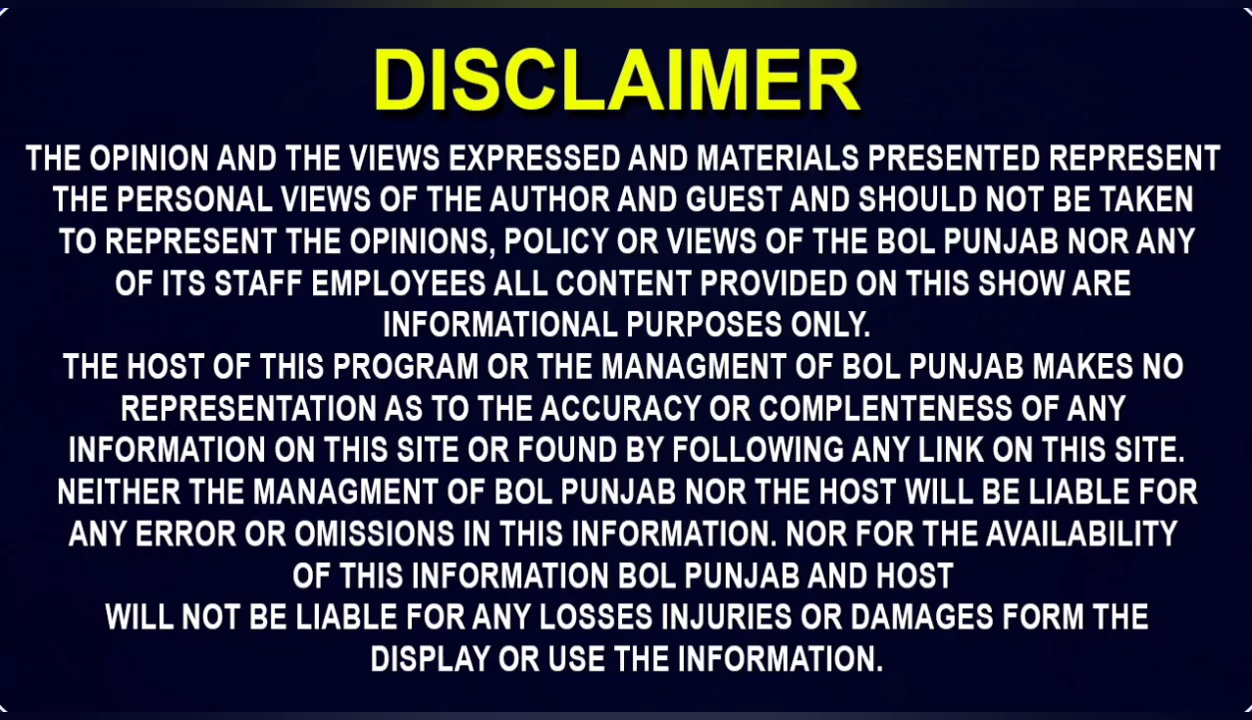 DISCLAIMER
THE OPINION AND THE VIEWS EXPRESSED AND MATERIALS PRESENTED REPRESENT
THE PERSONAL VIEWS OF THE AUTHOR AND GUEST AND SHOULD NOT BE TAKEN
TO REPRESENT THE OPINIONS, POLICY OR VIEWS OF THE BOL PUNJAB NOR ANY
OF ITS STAFF EMPLOYEES ALL CONTENT PROVIDED ON THIS SHOW ARE
INFORMATIONAL PURPOSES ONLY.
THE HOST OF THIS PROGRAM OR THE MANAGMENT OF BOL PUNJAB MAKES NO
REPRESENTATION AS TO THE ACCURACY OR COMPLENTENESS OF ANY
INFORMATION ON THIS SITE OR FOUND BY FOLLOWING ANY LINK ON THIS SITE.
NEITHER THE MANAGMENT OF BOL PUNJAB NOR THE HOST WILL BE LIABLE FOR
ANY ERROR OR OMISSIONS IN THIS INFORMATION. NOR FOR THE AVAILABILITY
OF THIS INFORMATION BOL PUNJAB AND HOST
WILL NOT BE LIABLE FOR ANY LOSSES INJURIES OR DAMAGES FORM THE
DISPLAY OR USE THE INFORMATION.